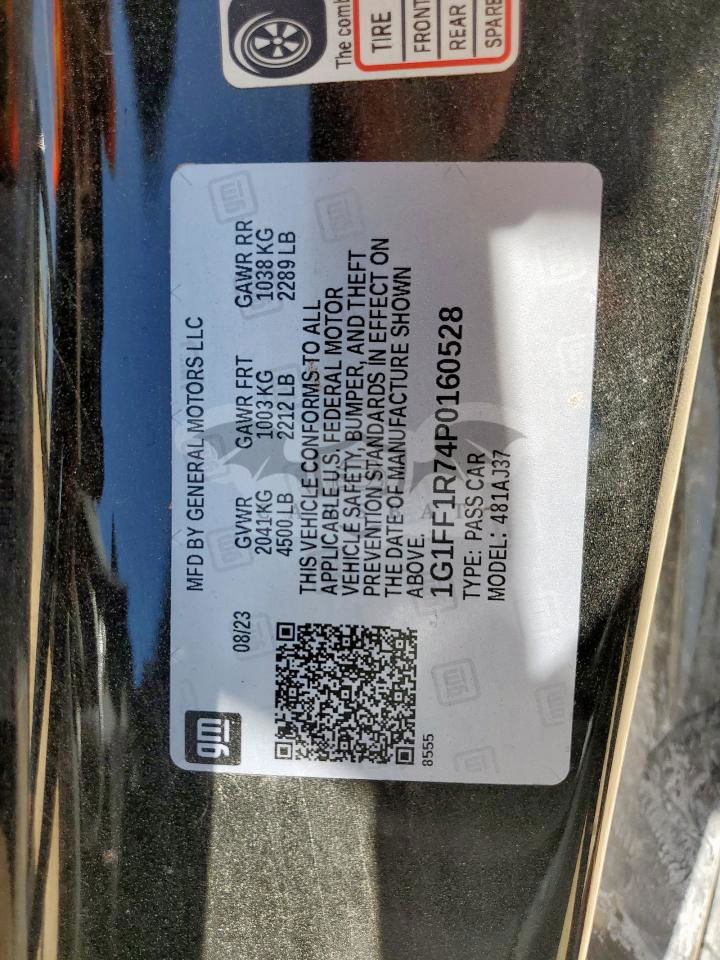 The comb
TIRE
FRONT
REAR
SPARE
gm
MFD BY GENERAL MOTORS LLC
08/23
GVWR GAWR FRT GAWR RR
2041KG 1003 KG 1038 KG
4500 LB 2212 LB 2289 LB
THIS VEHICLE CONFORMS TO ALL
APPLICABLE U.S. FEDERAL MOTOR
VEHICLE SAFETY, BUMPER, AND THEFT
PREVENTION STANDARDS IN EFFECT ON
THE DATE OF MANUFACTURE SHOWN
ABOVE.
1G1FF1R74P0160528
TYPE: PASS CAR
MODEL: 481AJ37
8555